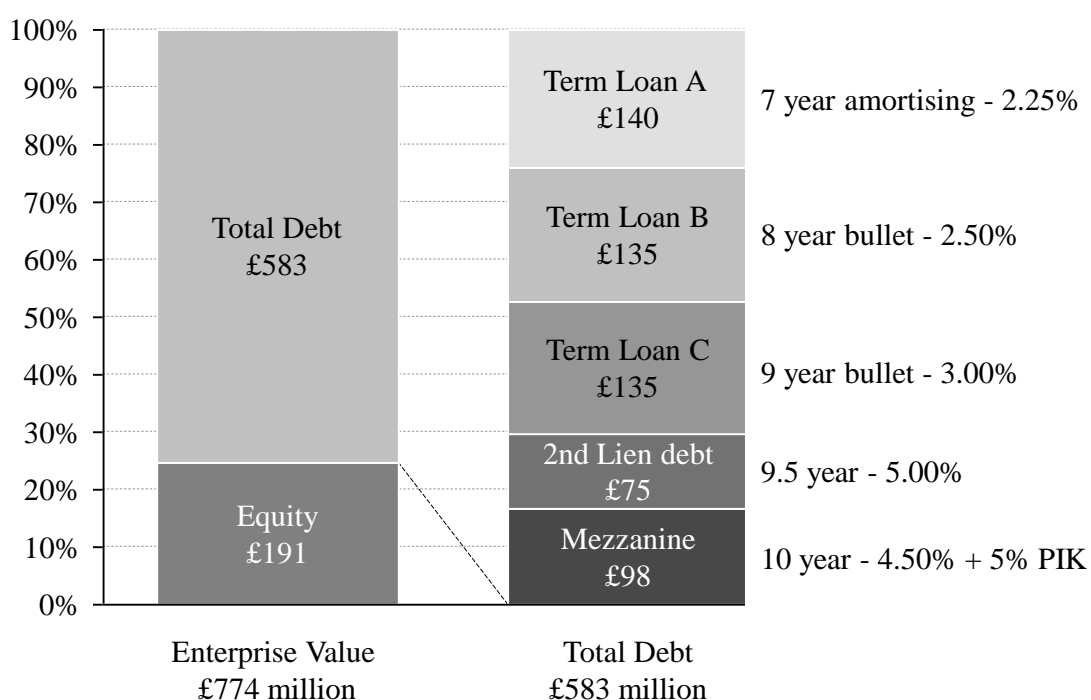 100%
90%
80%
70%
60%
50%
40%
30%
20%
10%
0%
Total Debt
£583
Equity
£191
Enterprise Value
£774 million
Term Loan A
£140
Term Loan B
£135
Term Loan C
£135
2nd Lien debt
£75
Mezzanine
£98
Total Debt
£583 million
7 year amortising - 2.25%
8 year bullet - 2.50%
9 year bullet - 3.00%
9.5 year - 5.00%
10 year - 4.50% + 5% PIK